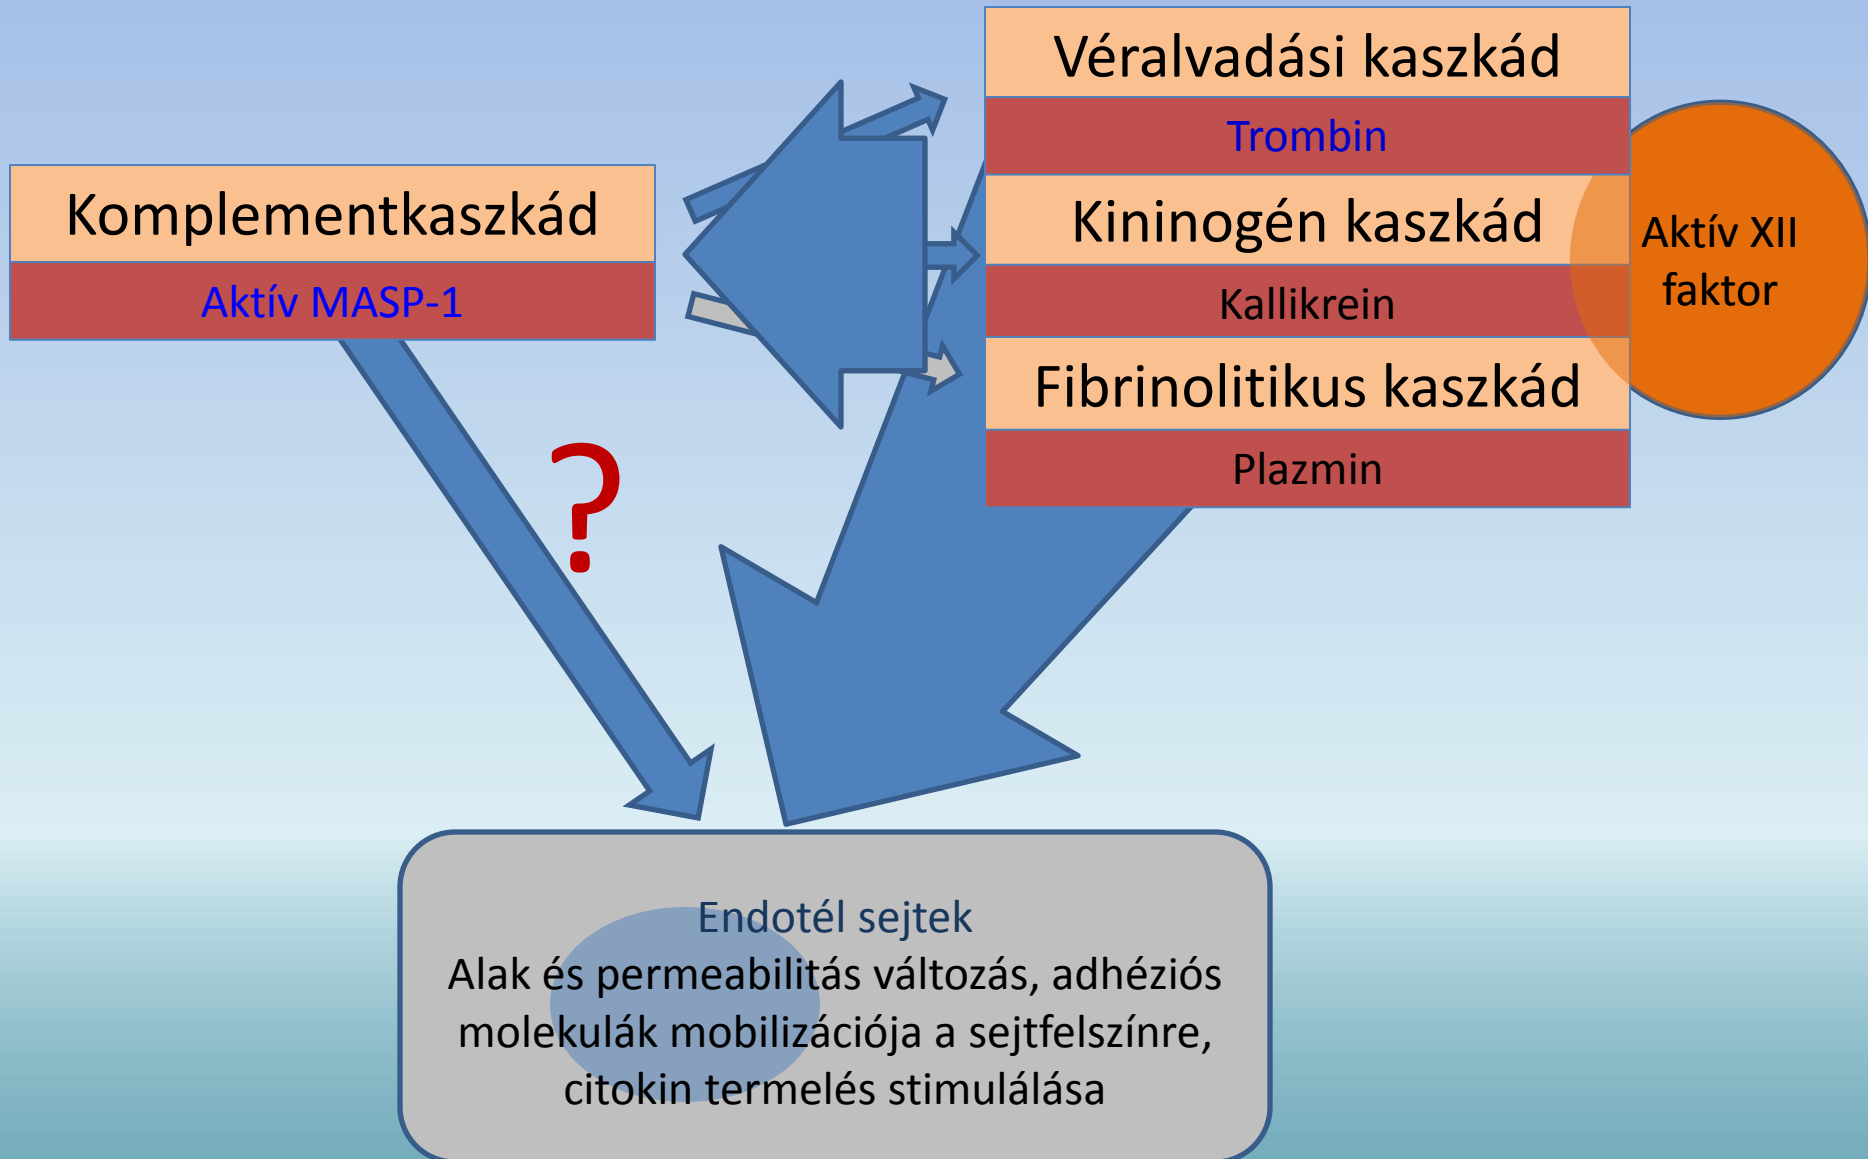 Komplementkaszkád
Aktív MASP-1
Véralvadási kaszkád
Trombin
Kininogén kaszkád
Kallikrein
Fibrinolitikus kaszkád
Plazmin
Aktív XII
faktor
?
Endotél sejtek
Alak és permeabilitás változás, adhéziós
molekulák mobilizációja a sejtfelszínre,
citokin termelés stimulálása